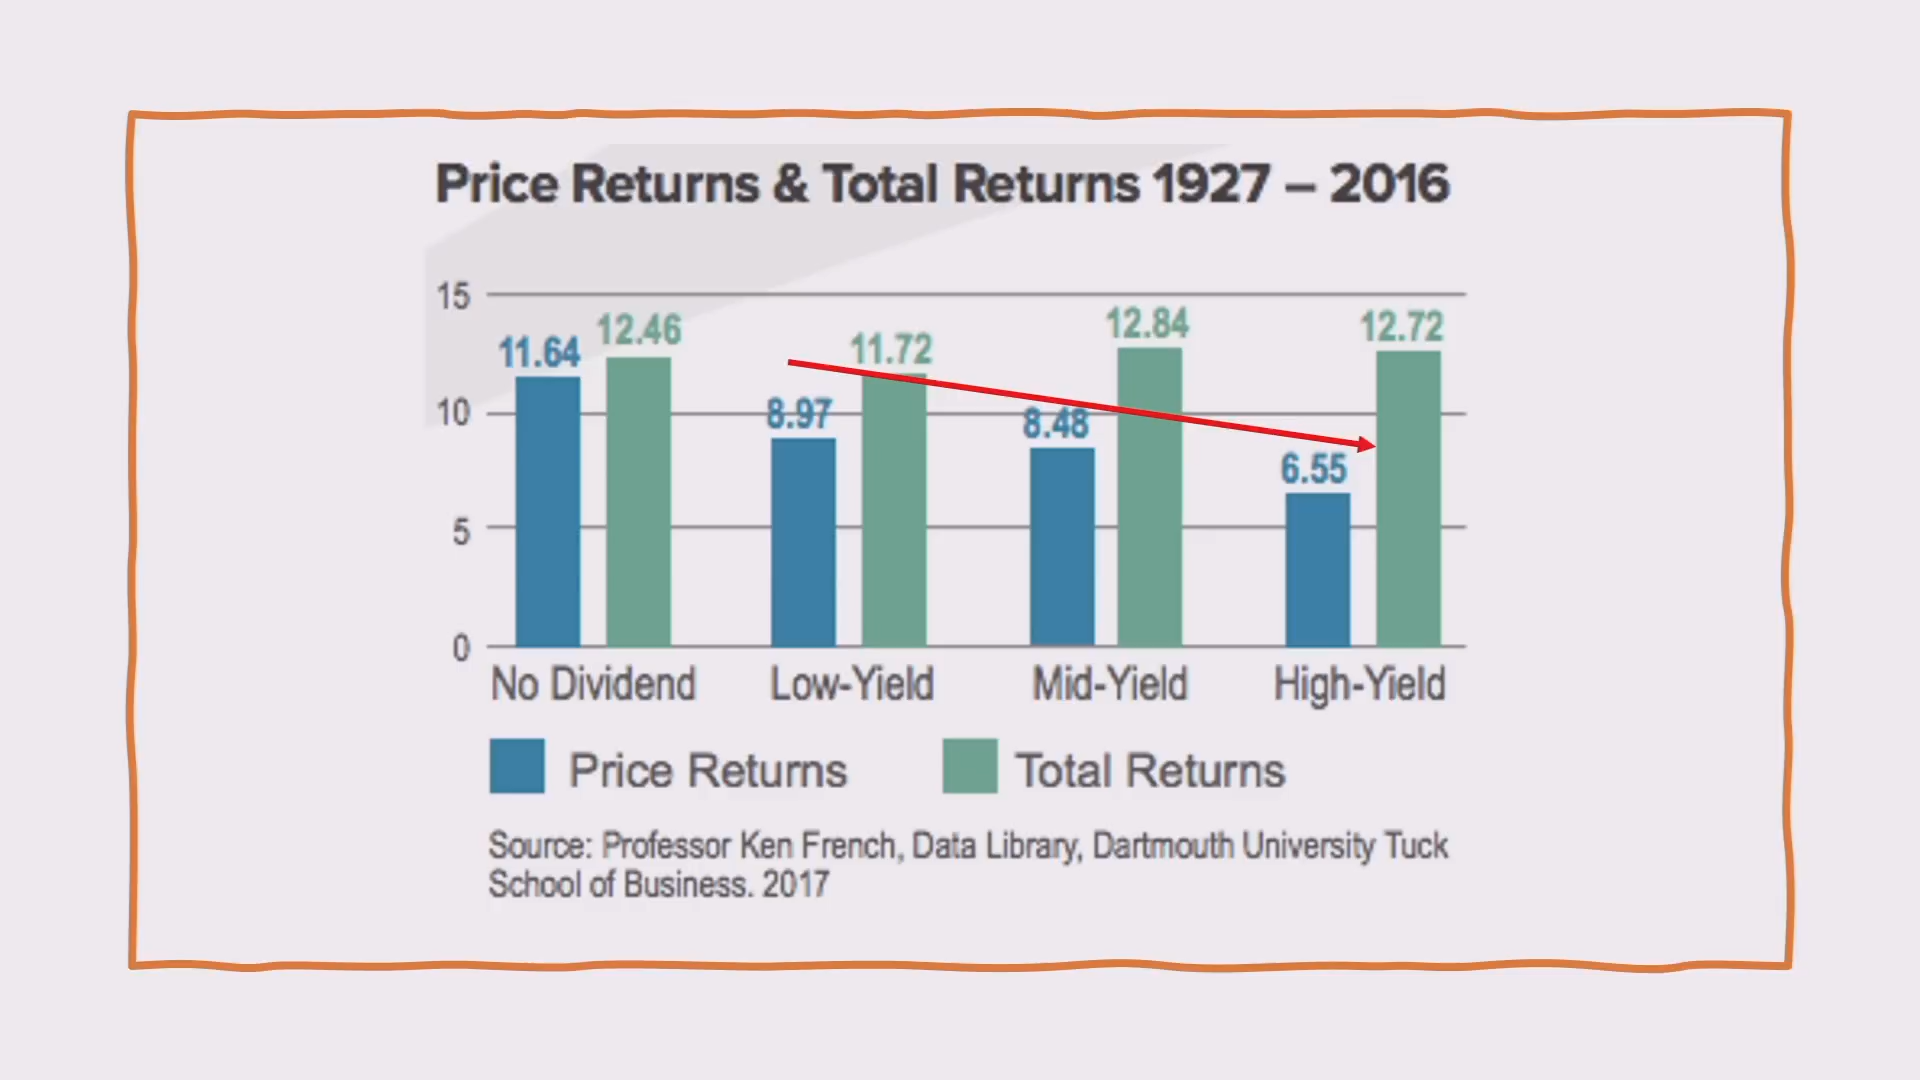 Price Returns & Total Returns 1927 – 2016
15
10
5
0
11.64
12.46
8.97
11.72
8.48
12.84
6.55
12.72
No Dividend
Low-Yield
Mid-Yield
High-Yield
Price Returns
Total Returns
Source: Professor Ken French, Data Library, Dartmouth University Tuck
School of Business. 2017